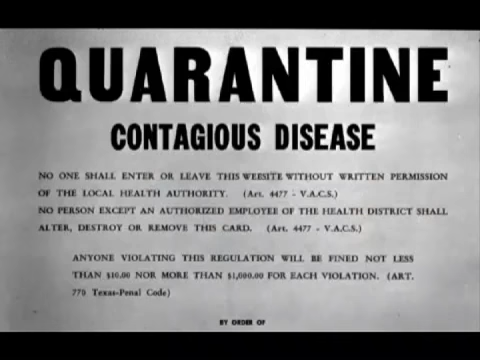 QUARANTINE
CONTAGIOUS DISEASE
NO ONE SHALL ENTER OR LEAVE THIS WEBSITE WITHOUT WRITTEN PERMISSION
OF THE LOCAL HEALTH AUTHORITY. (Art. 4477 - V.A.C.S.)
NO PERSON EXCEPT AN AUTHORIZED EMPLOYEE OF THE HEALTH DISTRICT SHALL
ALTER, DESTROY OR REMOVE THIS CARD. (Art. 4477 - V.A.C.S.)
ANYONE VIOLATING THIS REGULATION WILL BE FINED NOT LESS
THAN $10.00 NOR MORE THAN $1,000.00 FOR EACH VIOLATION. (ART.
770 Texas-Penal Code)
BY ORDER OF